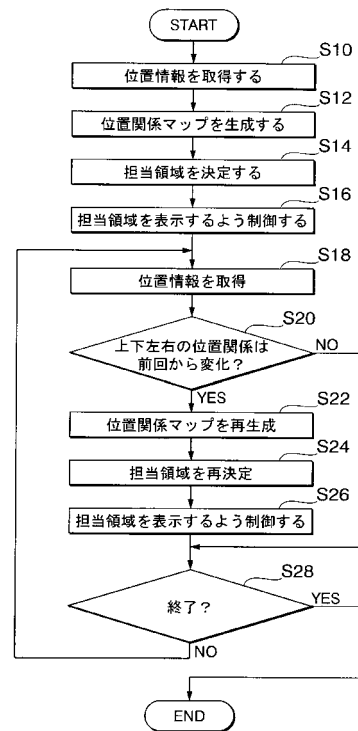 START
S10
位置情報を取得する
S12
位置関係マップを生成する
S14
担当領域を決定する
S16
担当領域を表示するよう制御する
S18
位置情報を取得
S20
上下左右の位置関係は
前回から変化?
NO
YES
S22
位置関係マップを再生成
S24
担当領域を再決定
S26
担当領域を表示するよう制御する
S28
終了?
YES
NO
END